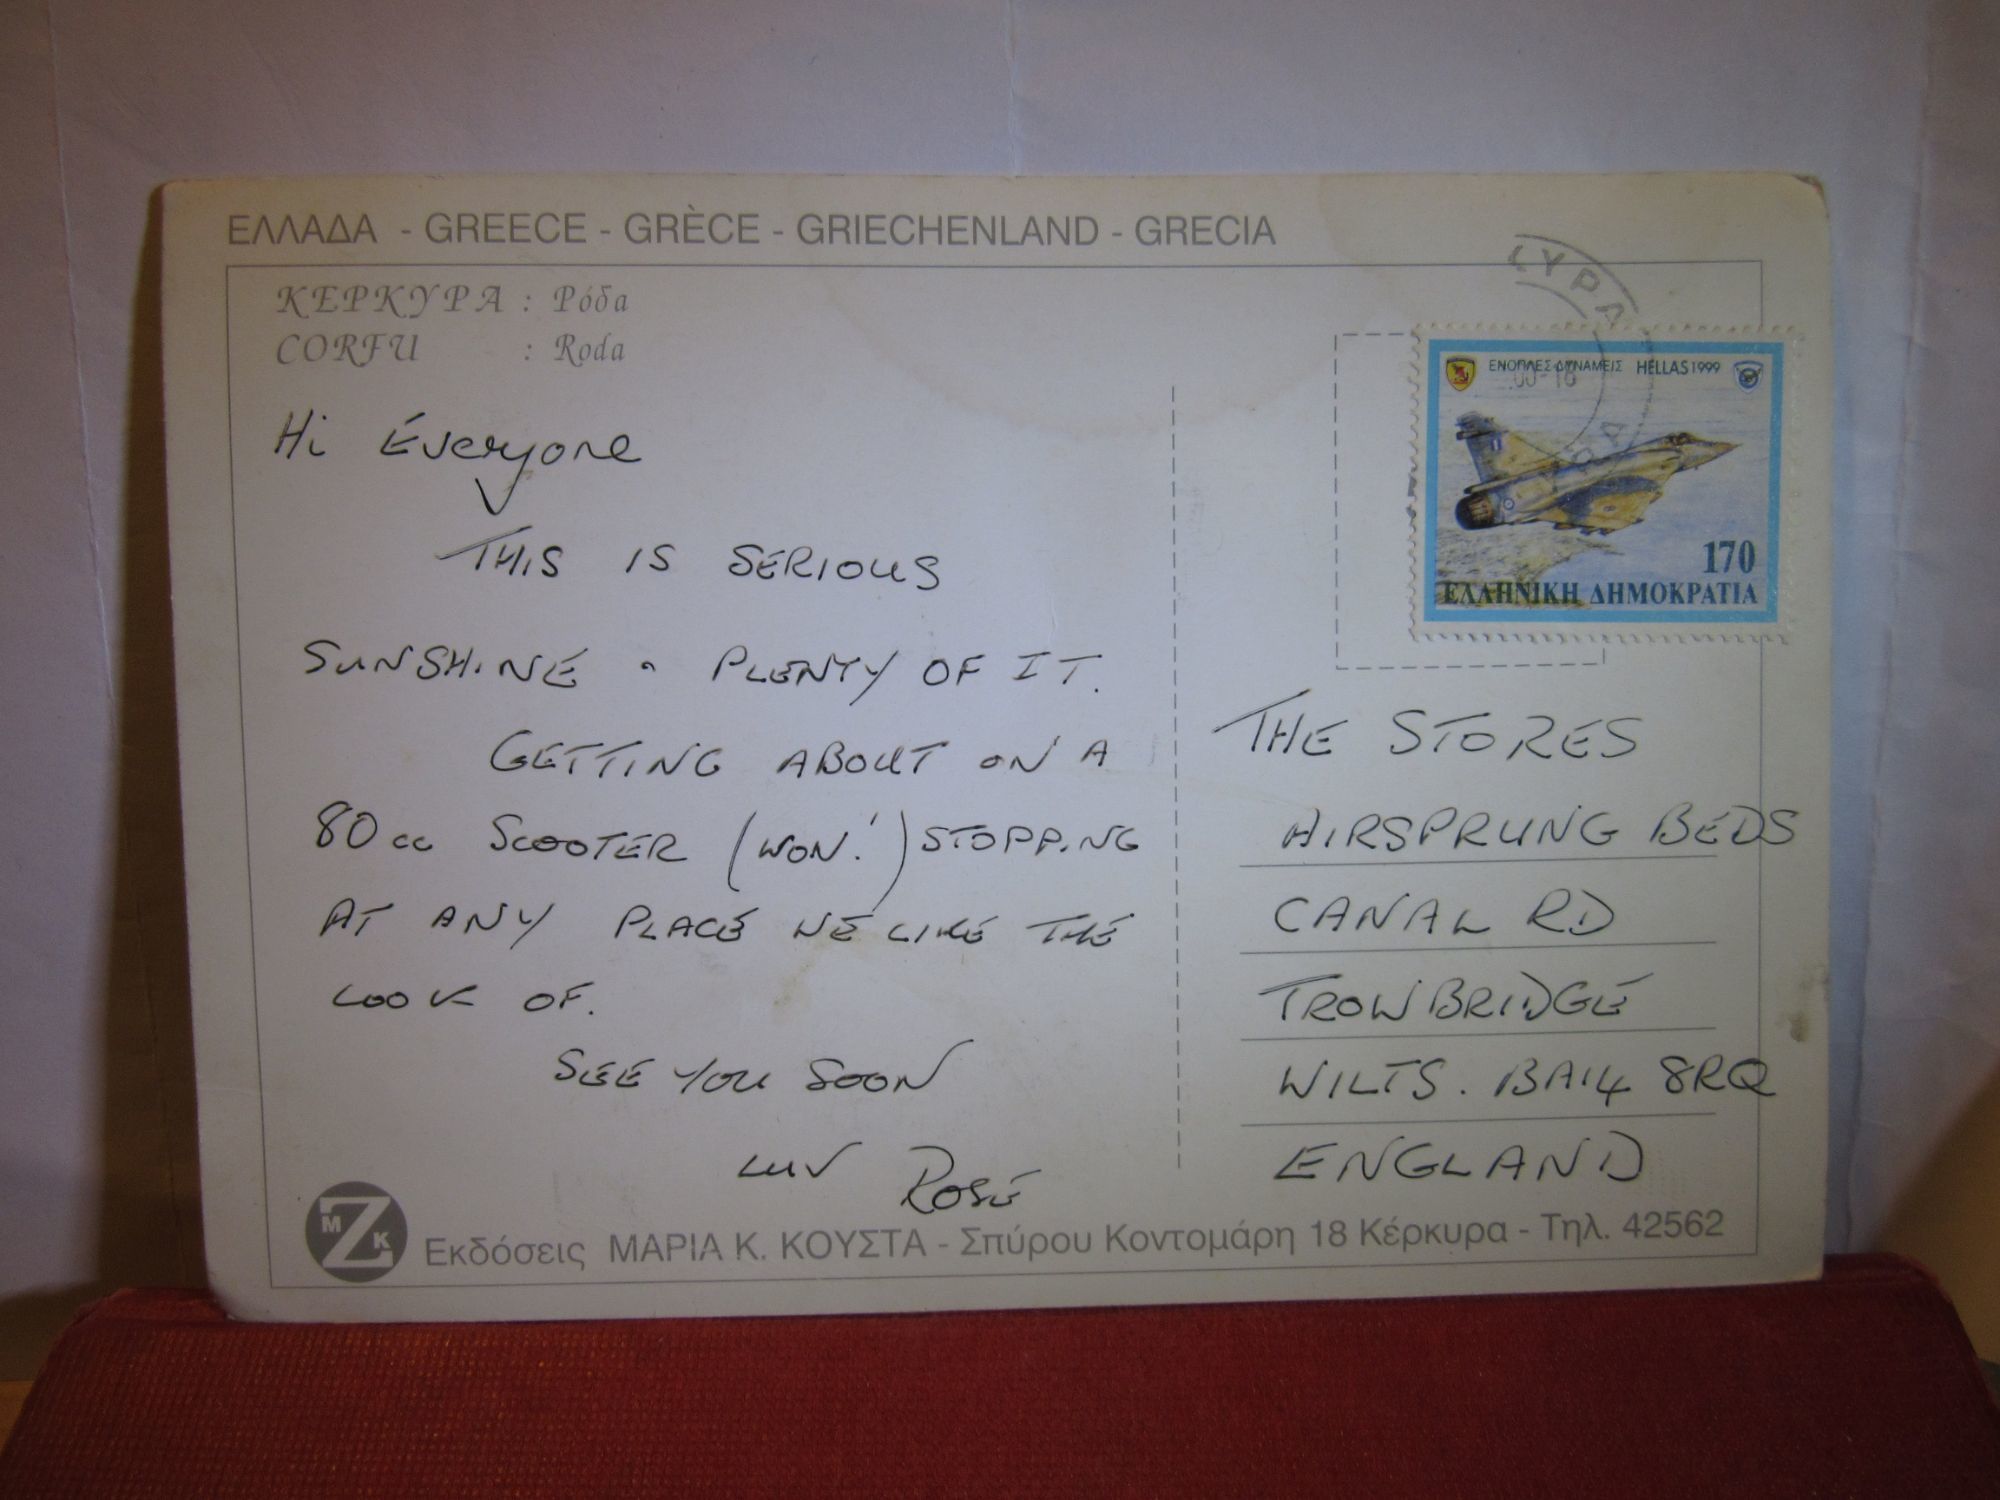 ΕΛΛΑΔΑ - GREECE - GRÈCE - GRIECHENLAND - GRECIA
ΚΕΡΚΥΡΑ : Ρόδα
CORFU : Roda
Hi Everyone
THIS IS SERIOUS
SUNSHINE. PLENTY OF IT.
GETTING ABOUT ON A
80cc SCOOTER (WON!) STOPPING
AT ANY PLACE WE LIKE THE
LOOK OF.
SEE YOU SOON
LUV ROSE
ΕΝΟΠΛΕΣ ΔΥΝΑΜΕΙΣ HELLAS 1999
170
ΕΛΛΗΝΙΚΗ ΔΗΜΟΚΡΑΤΙΑ
THE STORES
AIRSPRUNG BEDS
CANAL RD
TROWBRIDGE
WILTS. BA14 8RQ
ENGLAND
MZK
Εκδόσεις ΜΑΡΙΑ Κ. ΚΟΥΣΤΑ - Σπύρου Κοντομάρη 18 Κέρκυρα - Τηλ. 42562